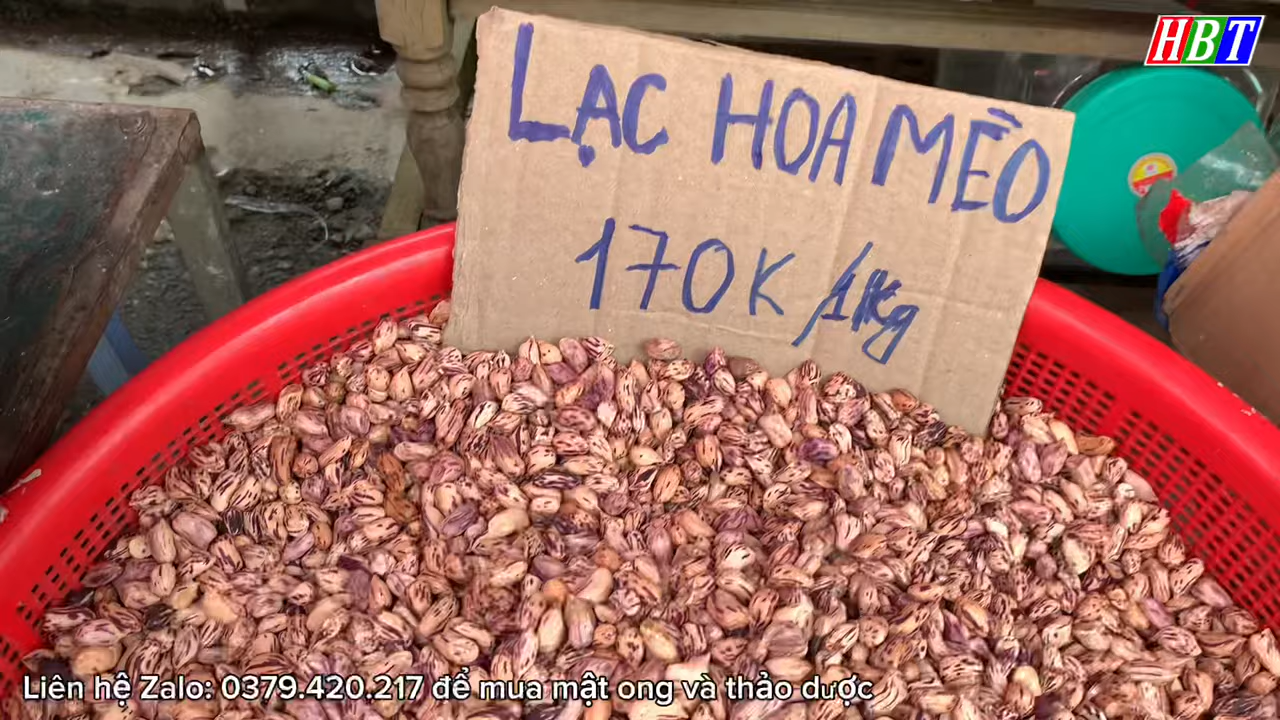 HBT
LẠC HOA MÈO
170K /1Kg
Liên hệ Zalo: 0379.420.217 để mua mật ong và thảo dược